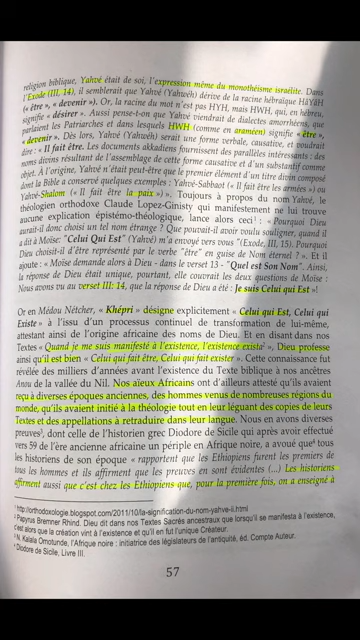 religion biblique, Yahvé était de soi, l'expression même du monothéisme israélite. Dans
l'Exode (III, 14), il semblerait que Yahvé (Yahvéh) dérive de la racine hébraïque HâYâH
(« être », « devenir »). Or, la racine du mot n'est pas HYH, mais HWH, qui, en hébreu,
signifie « désirer ». Aussi pense-t-on que Yahvé viendrait de dialectes amorrhéens, que
parlaient les Patriarches et dans lesquels HWH (comme en araméen) signifie « être »,
« devenir ». Dès lors, Yahvé (Yahvéh) serait une forme verbale, causative, et voudrait
dire : « Il fait être. Les documents akkadiens fournissent des parallèles intéressants : des
noms divins résultant de l'assemblage de cette forme causative et d'un substantif comme
objet. A l'origine, Yahvé n'était peut-être que le premier élément d'un titre divin composé
dont la Bible a conservé quelques exemples : Yahvé-Sabbaot (« Il fait être les armées ») ou
Yahvé-Shalom (« Il fait être la paix »). Toujours à propos du nom Yahvé, le
théologien orthodoxe Claude Lopez-Ginisty qui manifestement ne lui trouve
aucune explication épistémo-théologique, lance alors ceci¹ : « Pourquoi Dieu
aurait-il donc choisi un tel nom étrange ? Que pouvait-il avoir voulu signifier, quand il
a dit à Moïse: "Celui Qui Est" (Yahvé) m'a envoyé vers vous" (Exode, III, 15). Pourquoi
Dieu choisit-il d'être représenté par le verbe "être" en guise de Nom éternel ? ». Et il
ajoute : « Moïse demande alors à Dieu - dans le verset 13 - "Quel est Son Nom". Ainsi,
la réponse de Dieu était unique, pourtant, elle couvrait les deux questions de Moïse :
Nous avons vu au verset III: 14, que la réponse de Dieu a été : Je suis Celui qui Est !»
Or en Médou Nétcher, « Khépri » désigne explicitement « Celui qui Est, Celui qui
Existe » à l'issu d'un processus continuel de transformation de lui-même,
attestant ainsi de l'origine africaine des noms de Dieu. Et en disant dans nos
Textes « Quand je me suis manifesté à l'existence, l'existence exista² », Dieu professe
ainsi qu'il est bien « Celui qui fait être, Celui qui fait exister ». Cette connaissance fut
révélée des milliers d'années avant l'existence du Texte biblique à nos ancêtres
Anou de la vallée du Nil. Nos aïeux Africains ont d'ailleurs attesté qu'ils avaient
reçu à diverses époques anciennes, des hommes venus de nombreuses régions du
monde, qu'ils avaient initié à la théologie tout en leur léguant des copies de leurs
Textes et des appellations à retraduire dans leur langue. Nous en avons diverses
preuves³, dont celle de l'historien grec Diodore de Sicile qui après avoir effectué
vers 59 de l'ère ancienne africaine un périple en Afrique noire, a avoué que⁴ tous
les historiens de son époque « rapportent que les Ethiopiens furent les premiers de
tous les hommes et ils affirment que les preuves en sont évidentes (...) Les historiens
affirment aussi que c'est chez les Ethiopiens que, pour la première fois, on a enseigné à
¹ http://orthodoxologie.blogspot.com/2011/10/la-signification-du-nom-yahve-ii.html
² Papyrus Bremner Rhind. Dieu dit dans nos Textes Sacrés ancestraux que lorsqu'il se manifesta à l'existence,
c'est alors que la création vint à l'existence et qu'il en fut l'unique Créateur.
³ N. Kalala Omotunde, l'Afrique noire : initiatrice des législateurs de l'antiquité, éd. Compte Auteur.
⁴ Diodore de Sicile, Livre III.
57